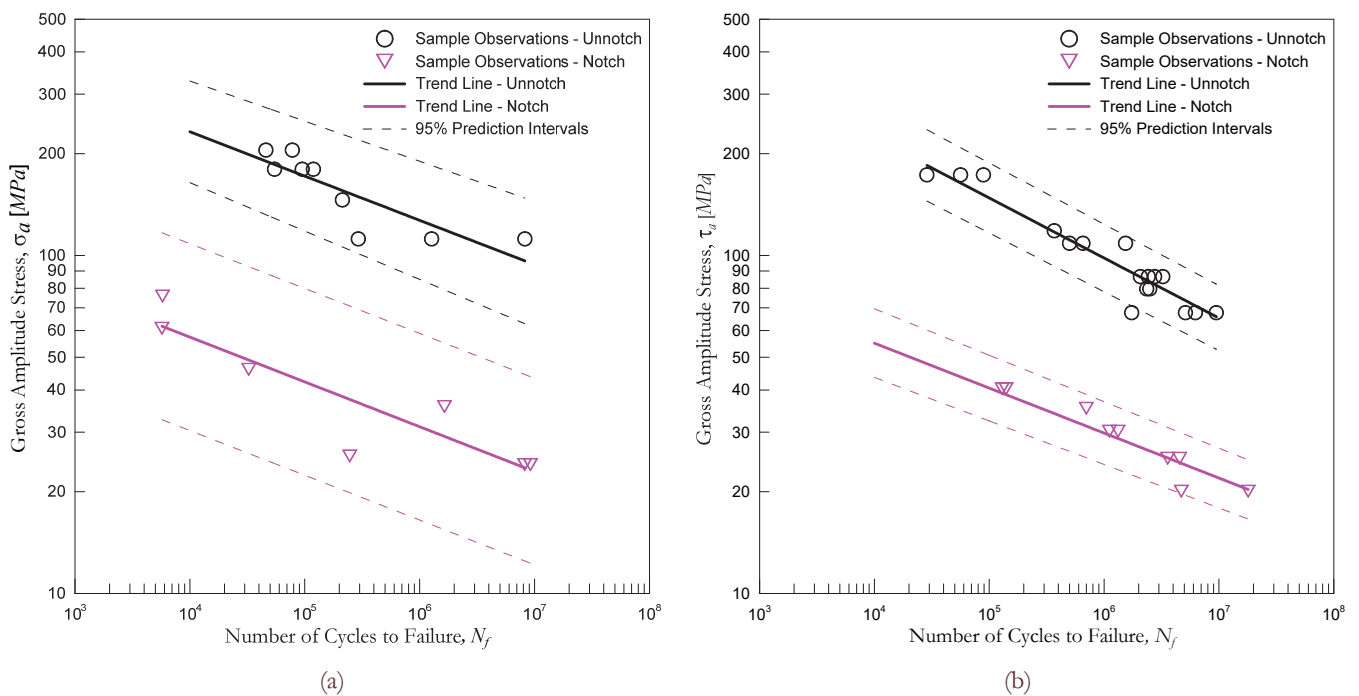 500
400
300
200
100
90
80
70
60
50
40
30
20
10
Gross Amplitude Stress, σa [MPa]
Sample Observations - Unnotch
Sample Observations - Notch
Trend Line - Unnotch
Trend Line - Notch
95% Prediction Intervals
10³ 10⁴ 10⁵ 10⁶ 10⁷ 10⁸
Number of Cycles to Failure, Nf
(a)
500
400
300
200
100
90
80
70
60
50
40
30
20
10
Gross Amplitude Stress, τa [MPa]
Sample Observations - Unnotch
Sample Observations - Notch
Trend Line - Unnotch
Trend Line - Notch
95% Prediction Intervals
10³ 10⁴ 10⁵ 10⁶ 10⁷ 10⁸
Number of Cycles to Failure, Nf
(b)